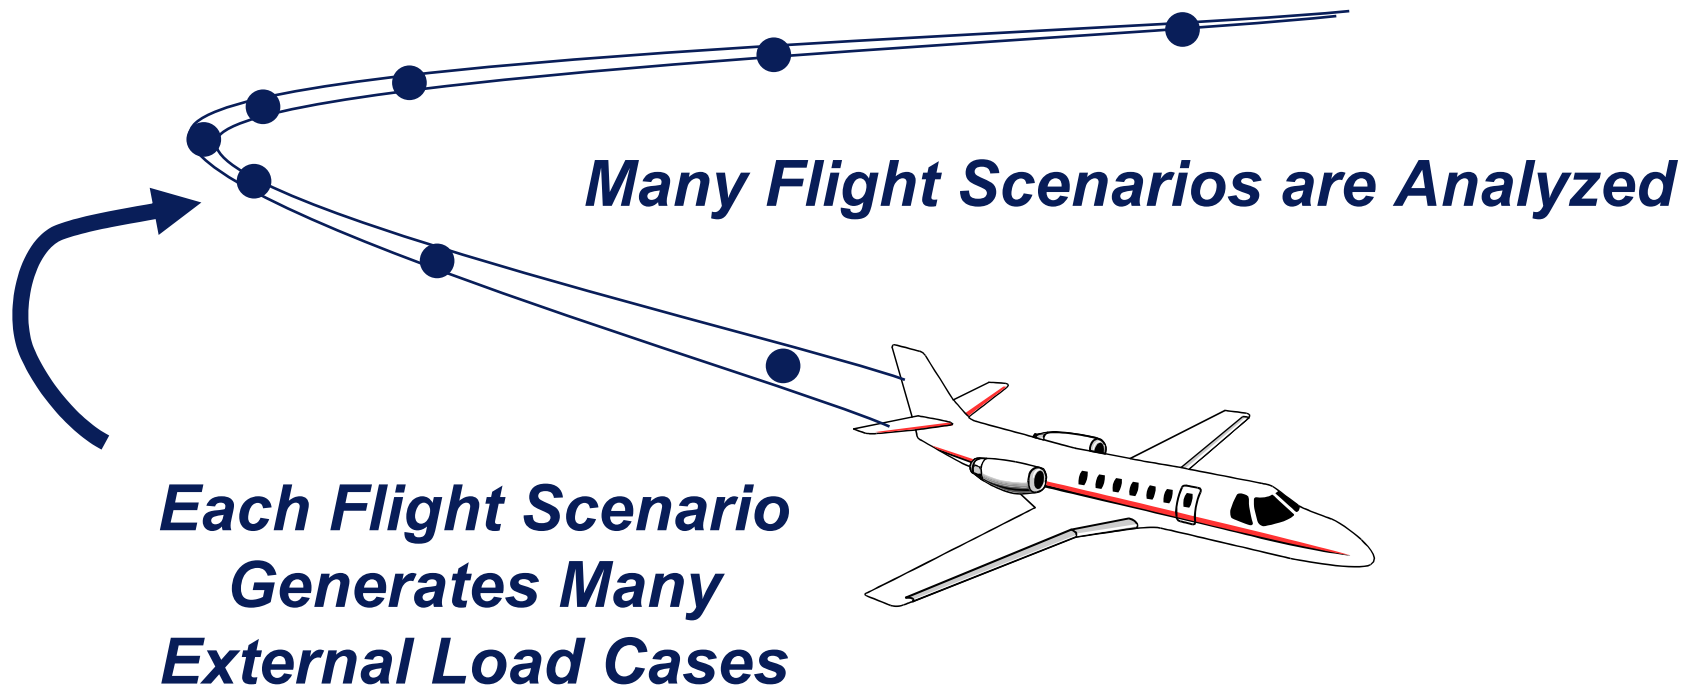 Many Flight Scenarios are Analyzed
Each Flight Scenario
Generates Many
External Load Cases